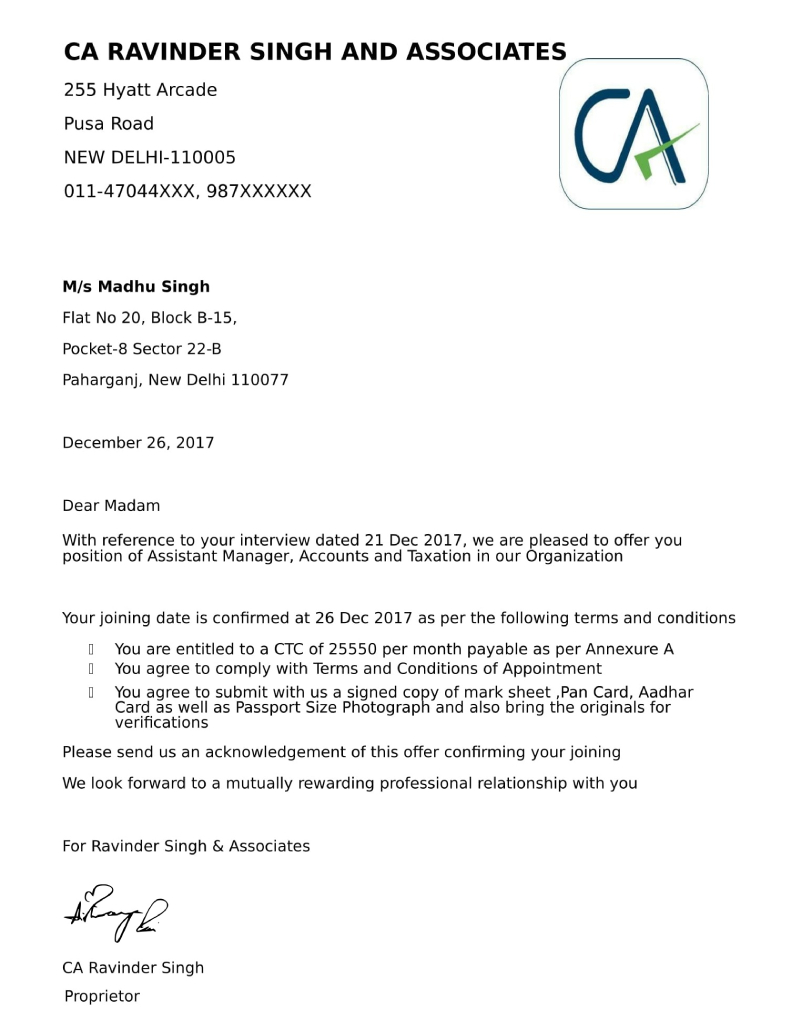 CA RAVINDER SINGH AND ASSOCIATES
255 Hyatt Arcade
Pusa Road
NEW DELHI-110005
011-47044XXX, 987XXXXXX
CA
M/s Madhu Singh
Flat No 20, Block B-15,
Pocket-8 Sector 22-B
Paharganj, New Delhi 110077
December 26, 2017
Dear Madam
With reference to your interview dated 21 Dec 2017, we are pleased to offer you
position of Assistant Manager, Accounts and Taxation in our Organization
Your joining date is confirmed at 26 Dec 2017 as per the following terms and conditions
You are entitled to a CTC of 25550 per month payable as per Annexure A
You agree to comply with Terms and Conditions of Appointment
You agree to submit with us a signed copy of mark sheet ,Pan Card, Aadhar
Card as well as Passport Size Photograph and also bring the originals for
verifications
Please send us an acknowledgement of this offer confirming your joining
We look forward to a mutually rewarding professional relationship with you
For Ravinder Singh & Associates
CA Ravinder Singh
Proprietor